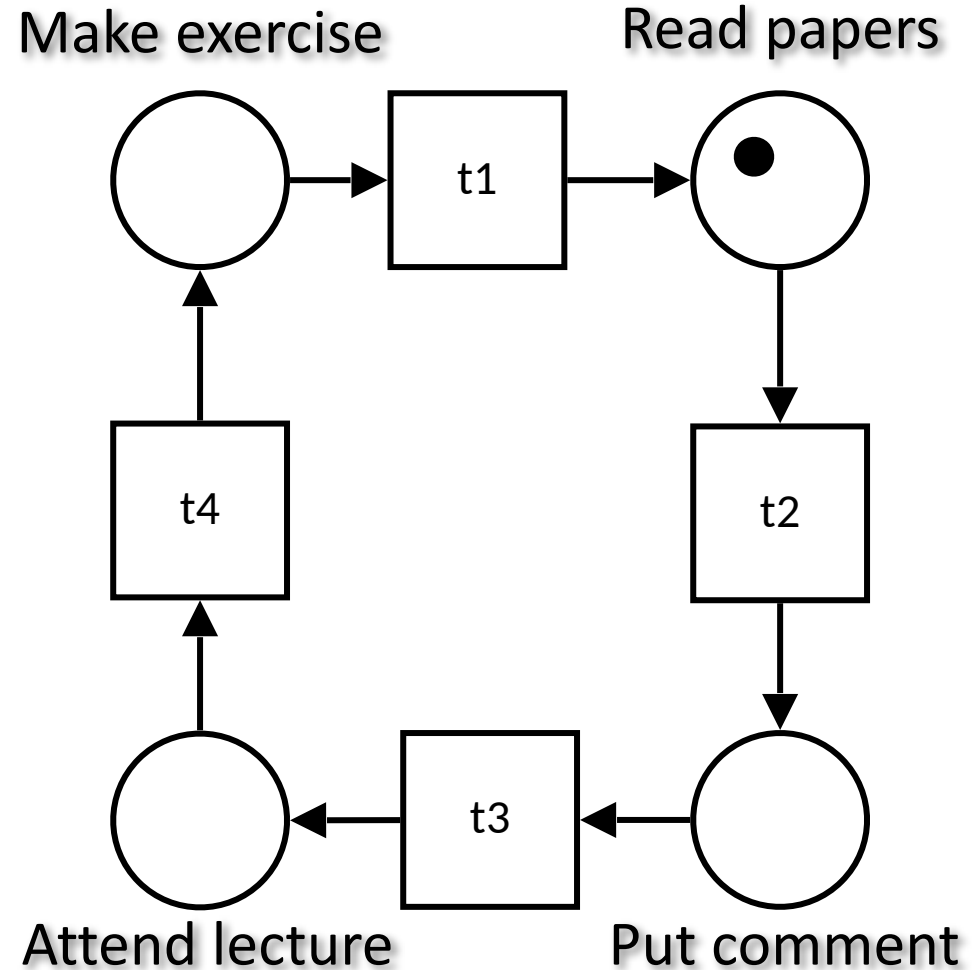 Make exercise
Read papers
t1
t4
t2
t3
Attend lecture
Put comment